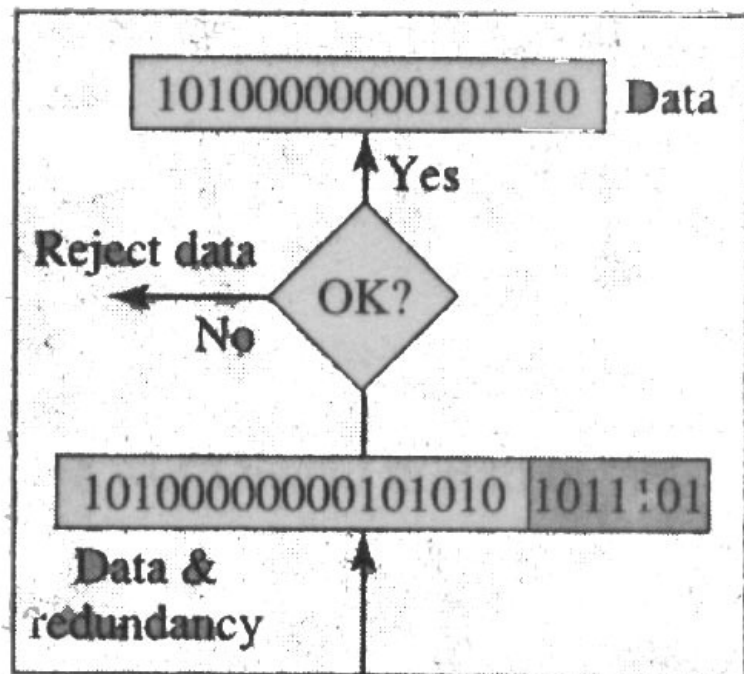 10100000000101010 Data
Yes
Reject data
OK?
No
10100000000101010 1011101
Data &
redundancy